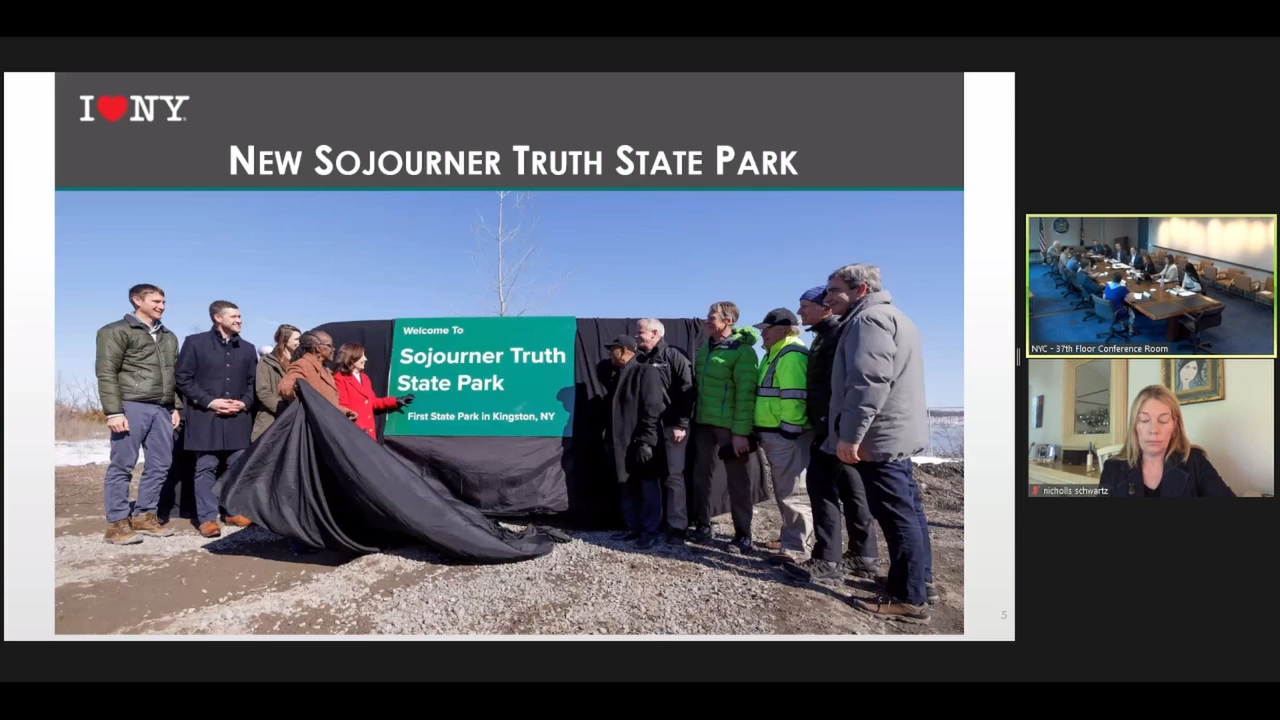 I ♥ NY
NEW SOJOURNER TRUTH STATE PARK
Welcome To
Sojourner Truth
State Park
First State Park in Kingston, NY
5
NYC - 37th Floor Conference Room
nicholls schwartz